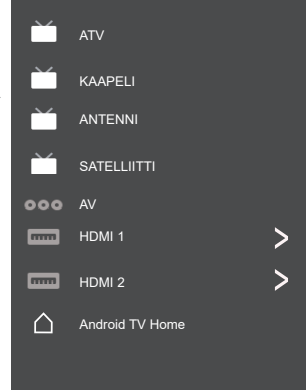 ATV
KAAPELI
ANTENNI
SATELLIITTI
AV
HDMI 1
HDMI 2
Android TV Home